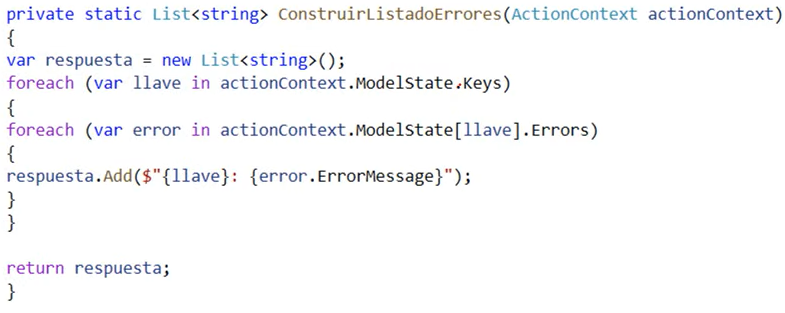 private static List<string> ConstruirListadoErrores(ActionContext actionContext)
{
var respuesta = new List<string>();
foreach (var llave in actionContext.ModelState.Keys)
{
foreach (var error in actionContext.ModelState[llave].Errors)
{
respuesta.Add($"{llave}: {error.ErrorMessage}");
}
}

return respuesta;
}